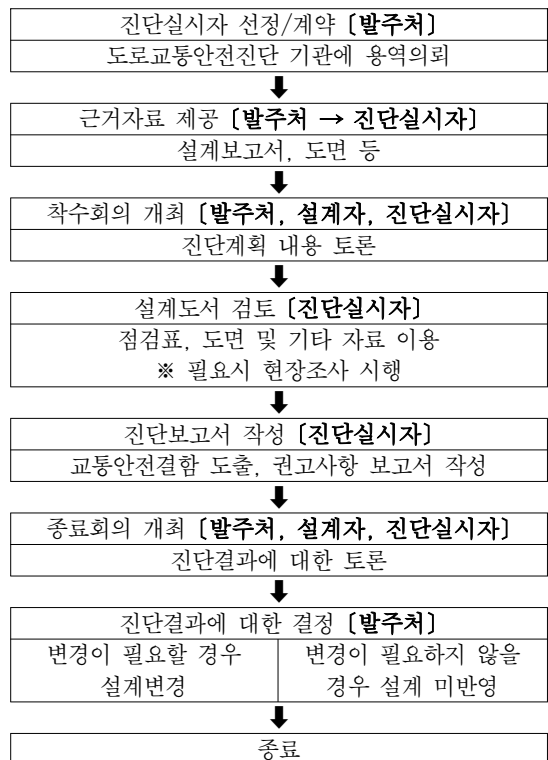 진단실시자 선정/계약 〔발주처〕
도로교통안전진단 기관에 용역의뢰
근거자료 제공 〔발주처 → 진단실시자〕
설계보고서, 도면 등
착수회의 개최 〔발주처, 설계자, 진단실시자〕
진단계획 내용 토론
설계도서 검토 〔진단실시자〕
점검표, 도면 및 기타 자료 이용
※ 필요시 현장조사 시행
진단보고서 작성 〔진단실시자〕
교통안전결함 도출, 권고사항 보고서 작성
종료회의 개최 〔발주처, 설계자, 진단실시자〕
진단결과에 대한 토론
진단결과에 대한 결정 〔발주처〕
변경이 필요할 경우
설계변경
변경이 필요하지 않을
경우 설계 미반영
종료